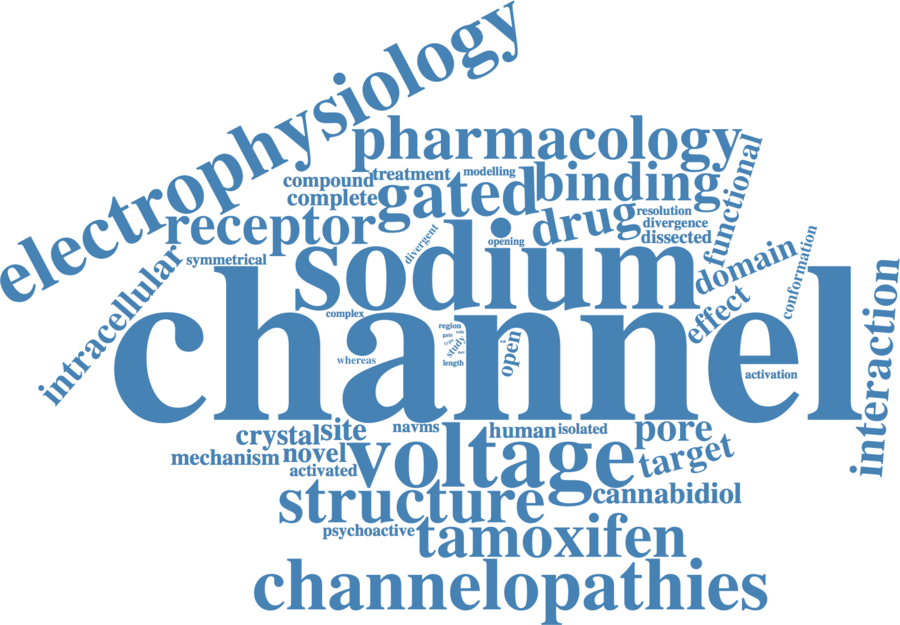 electrophysiology
pharmacology
functional
compound
treatment
modelling
complete
gated
binding
receptor
drug
resolution
divergence
dissected
intracellular
symmetrical
sodium
divergent
opening
domain
conformation
effect
interaction
channel
complex
whereas
region
study
length
open
activation
crystal
site
navms
human
isolated
pore
mechanism
novel
voltage
target
activated
structure
cannabidiol
psychoactive
tamoxifen
channelopathies